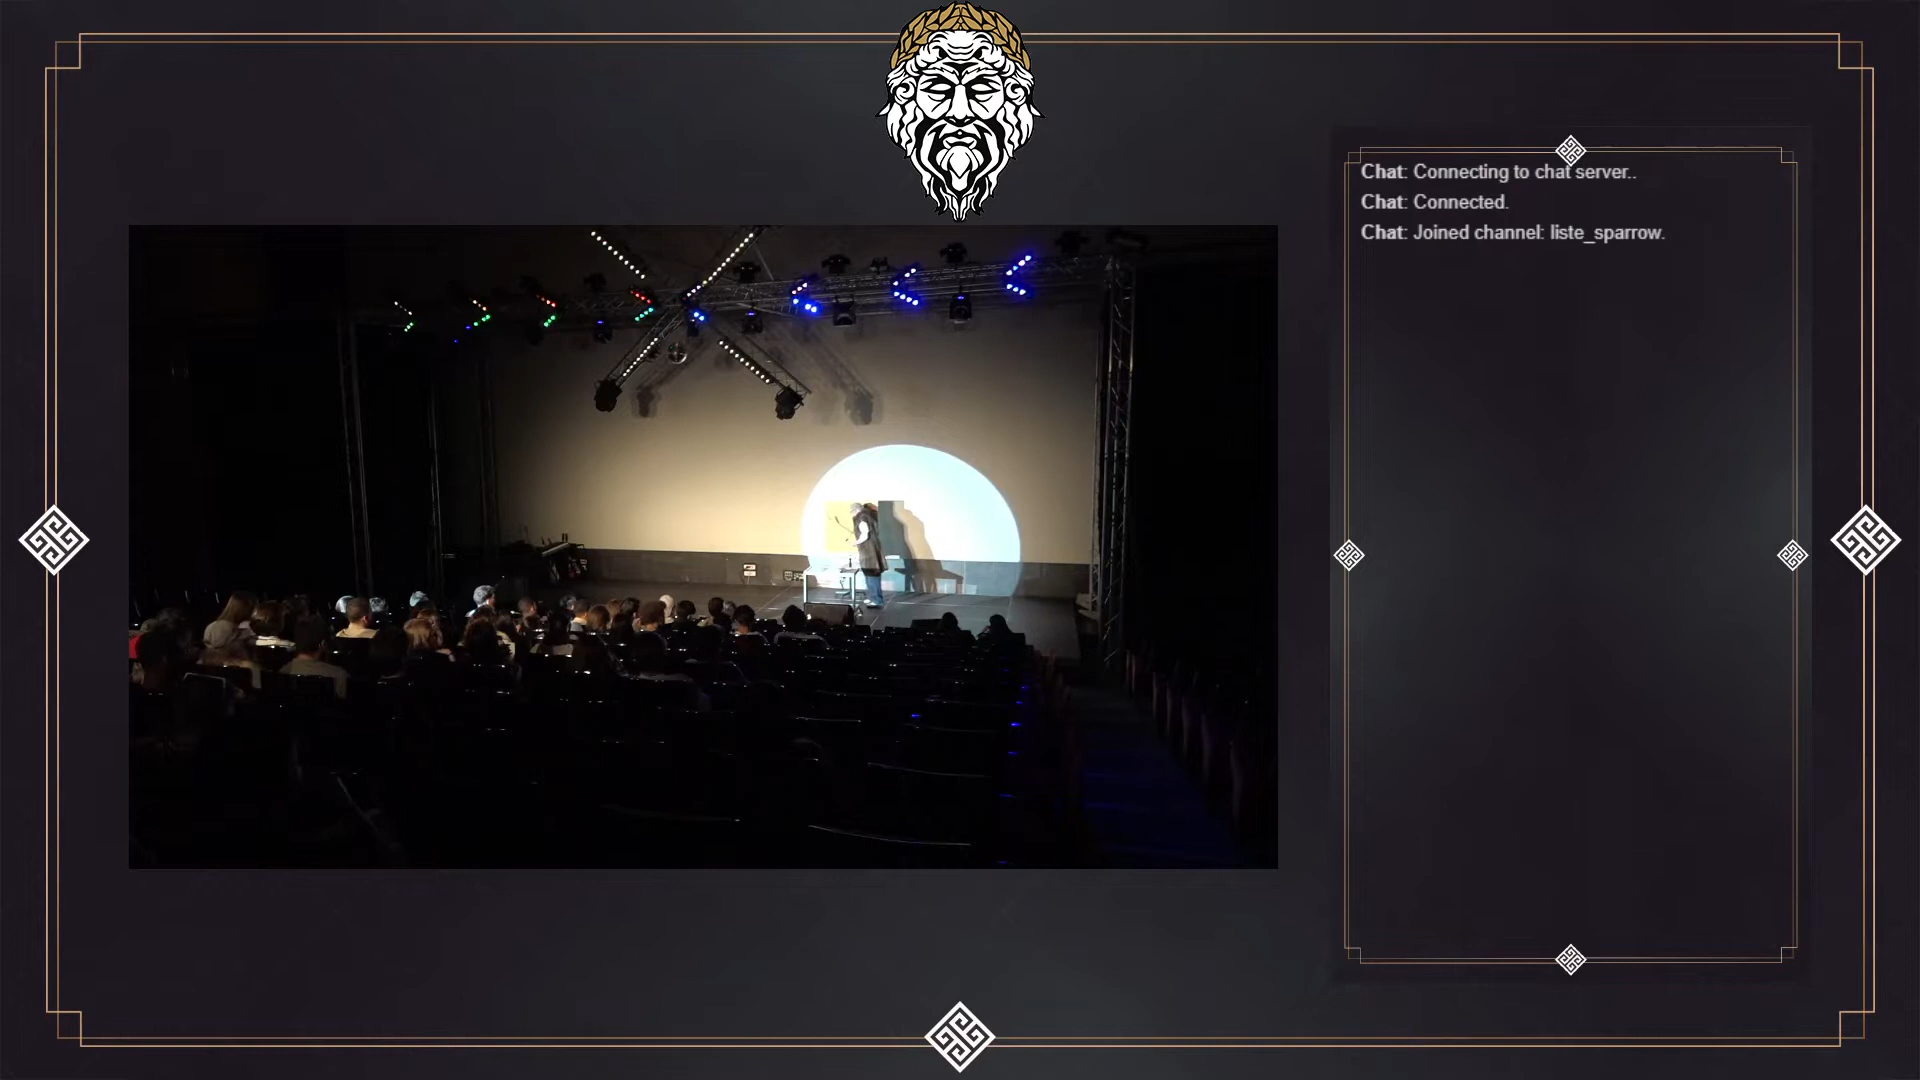 Chat: Connecting to chat server..
Chat: Connected.
Chat: Joined channel: liste_sparrow.